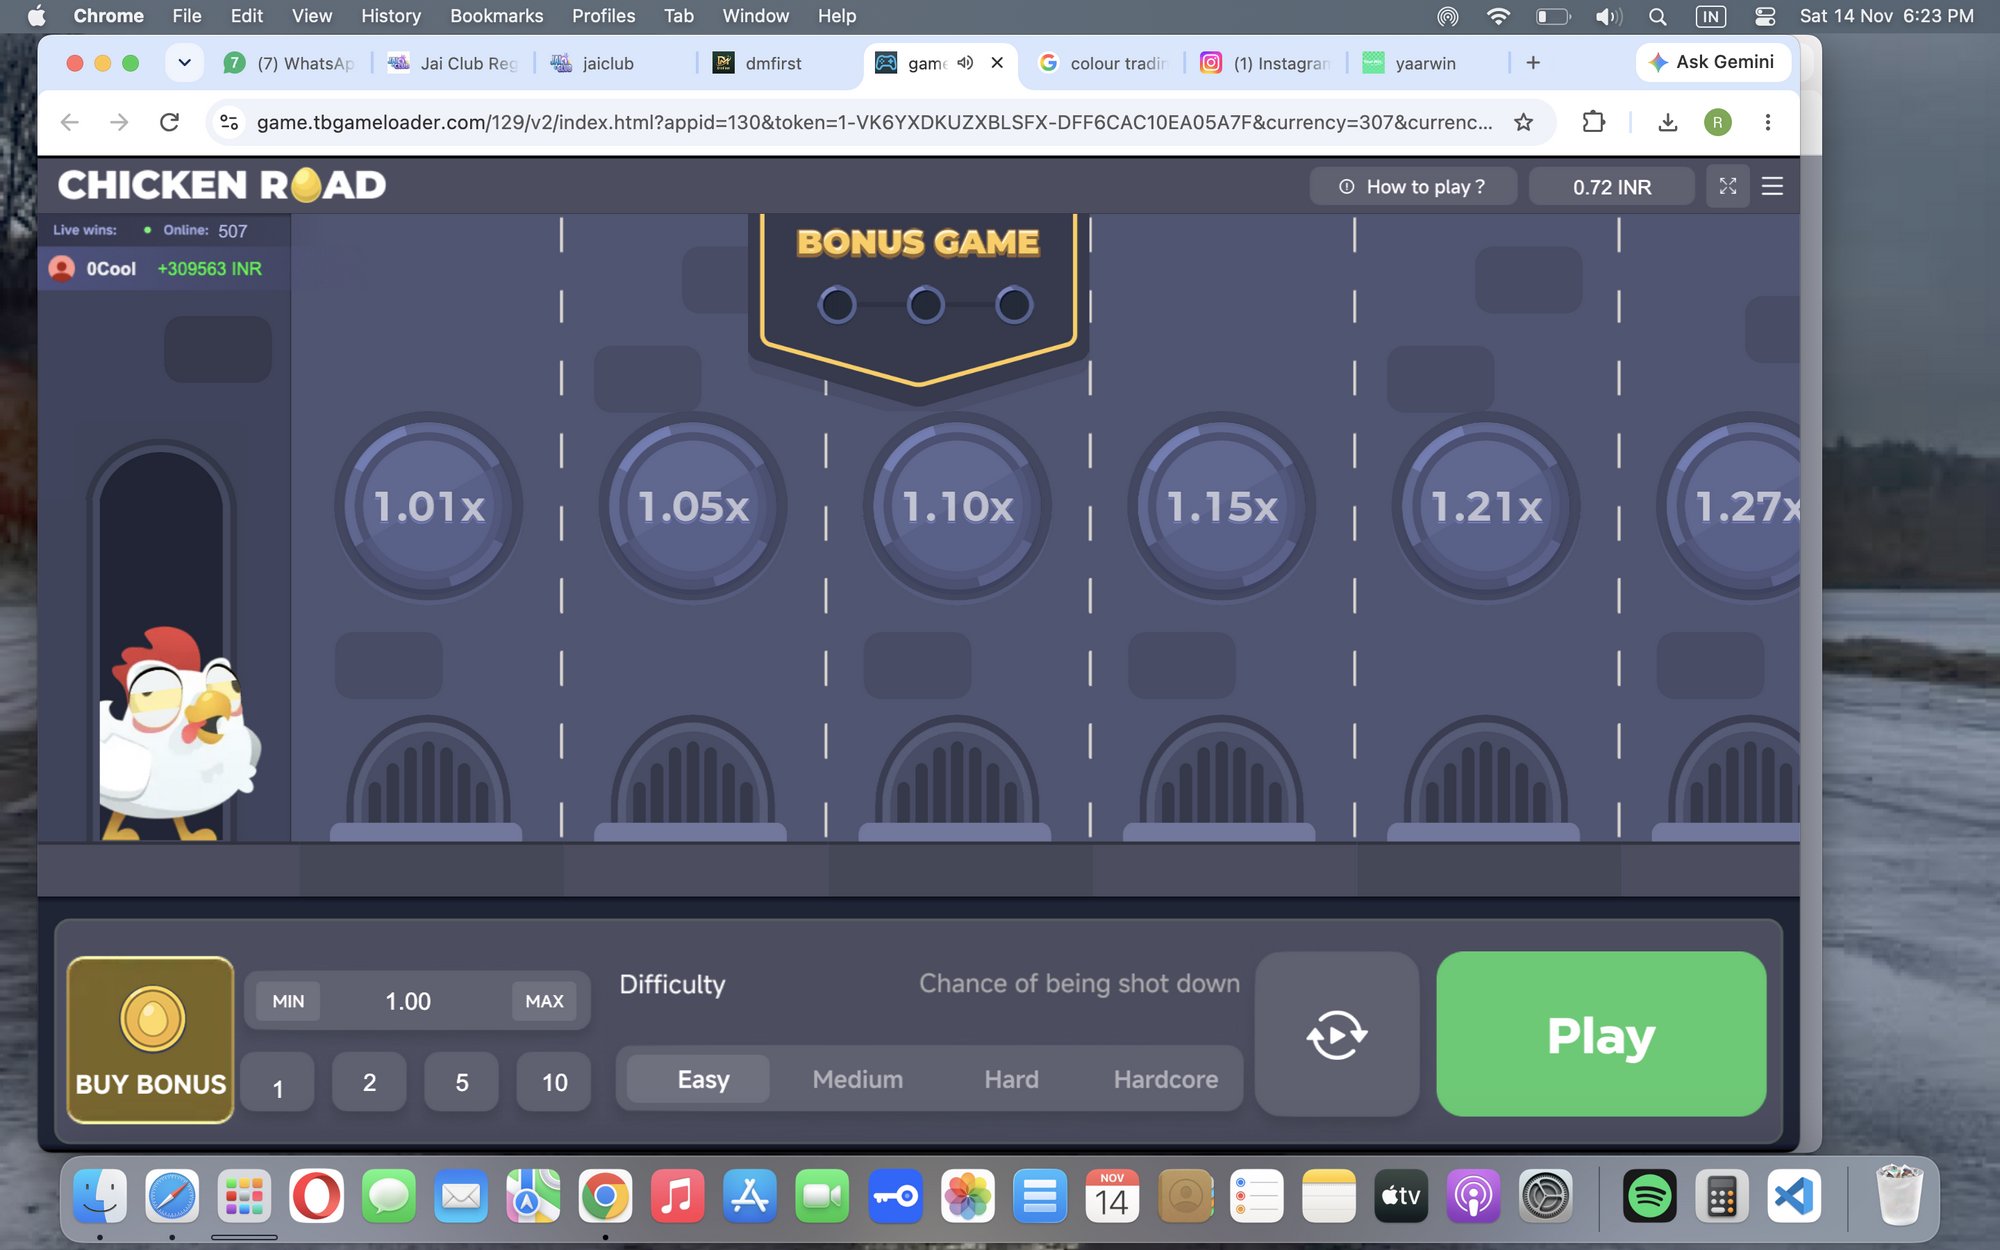 Chrome File Edit View History Bookmarks Profiles Tab Window Help IN Sat 14 Nov 6:23 PM
7 (7) WhatsAp Jai Club Reg jaiclub dmfirst game colour tradin (1) Instagram yaarwin Ask Gemini
game.tbgameloader.com/129/v2/index.html?appid=130&token=1-VK6YXDKUZXBLSFX-DFF6CAC10EA05A7F&currency=307&currenc... R
CHICKEN ROAD How to play ? 0.72 INR
Live wins: Online: 507
0Cool +309563 INR
BONUS GAME
1.01x 1.05x 1.10x 1.15x 1.21x 1.27x
MIN 1.00 MAX Difficulty Chance of being shot down
Play
BUY BONUS 1 2 5 10 Easy Medium Hard Hardcore
NOV
14
tv